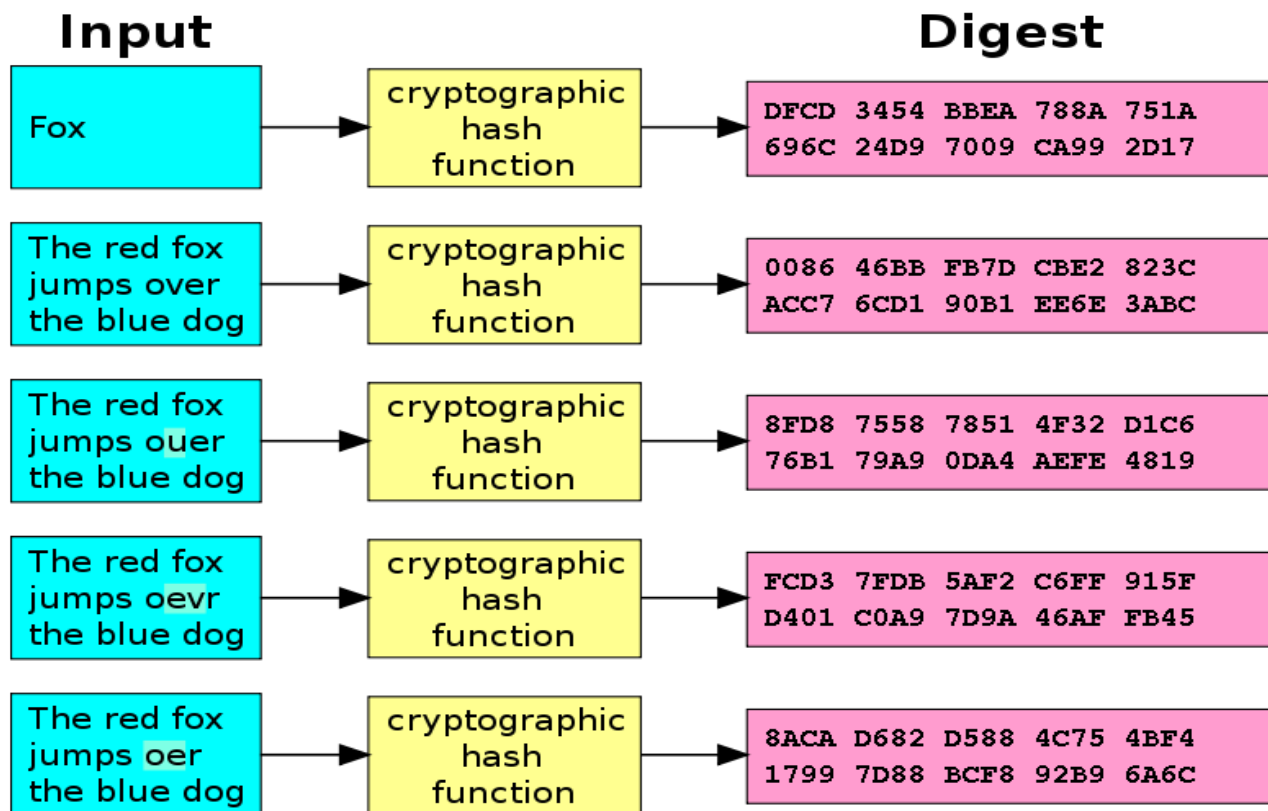 Input
Digest
Fox
cryptographic
hash
function
DFCD 3454 BBEA 788A 751A
696C 24D9 7009 CA99 2D17
The red fox
jumps over
the blue dog
cryptographic
hash
function
0086 46BB FB7D CBE2 823C
ACC7 6CD1 90B1 EE6E 3ABC
The red fox
jumps ouer
the blue dog
cryptographic
hash
function
8FD8 7558 7851 4F32 D1C6
76B1 79A9 0DA4 AEFE 4819
The red fox
jumps oevr
the blue dog
cryptographic
hash
function
FCD3 7FDB 5AF2 C6FF 915F
D401 C0A9 7D9A 46AF FB45
The red fox
jumps oer
the blue dog
cryptographic
hash
function
8ACA D682 D588 4C75 4BF4
1799 7D88 BCF8 92B9 6A6C